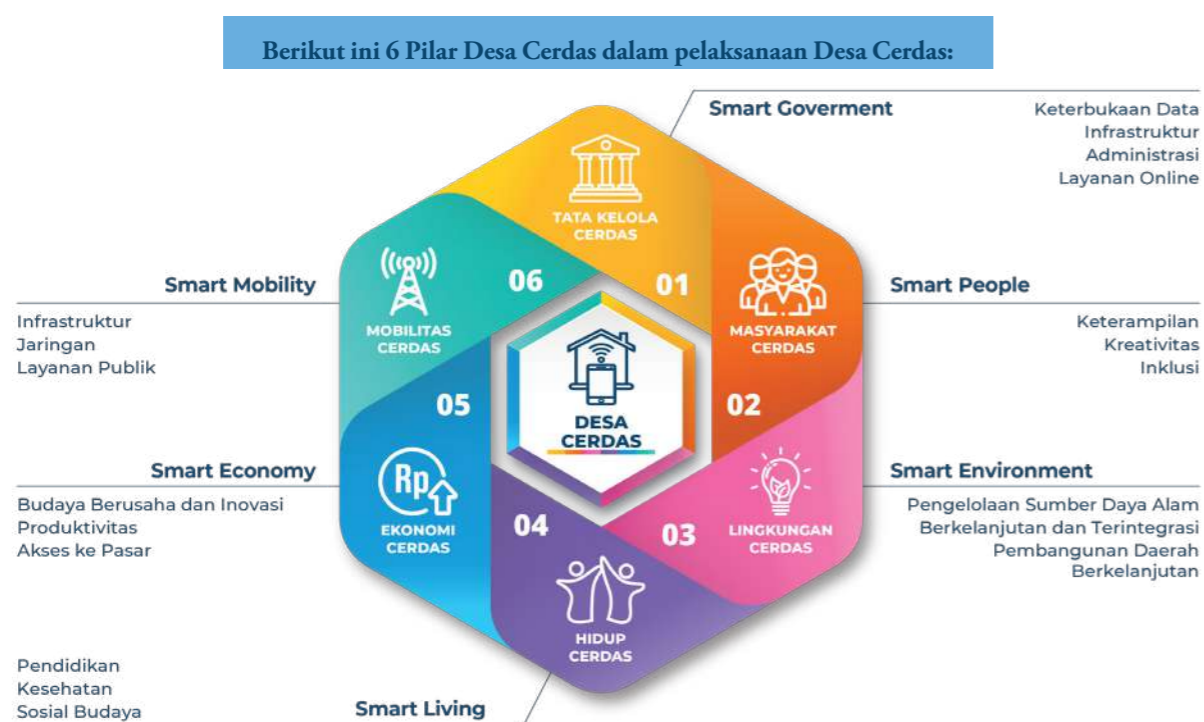 Berikut ini 6 Pilar Desa Cerdas dalam pelaksanaan Desa Cerdas:
Smart Goverment
Keterbukaan Data
Infrastruktur
Administrasi
Layanan Online
TATA KELOLA
CERDAS
01
Smart People
Keterampilan
Kreativitas
Inklusi
MASYARAKAT
CERDAS
02
Smart Environment
Pengelolaan Sumber Daya Alam
Berkelanjutan dan Terintegrasi
Pembangunan Daerah
Berkelanjutan
LINGKUNGAN
CERDAS
03
Smart Living
Pendidikan
Kesehatan
Sosial Budaya
HIDUP
CERDAS
04
Smart Economy
Budaya Berusaha dan Inovasi
Produktivitas
Akses ke Pasar
Rp
EKONOMI
CERDAS
05
Smart Mobility
Infrastruktur
Jaringan
Layanan Publik
MOBILITAS
CERDAS
06
DESA
CERDAS